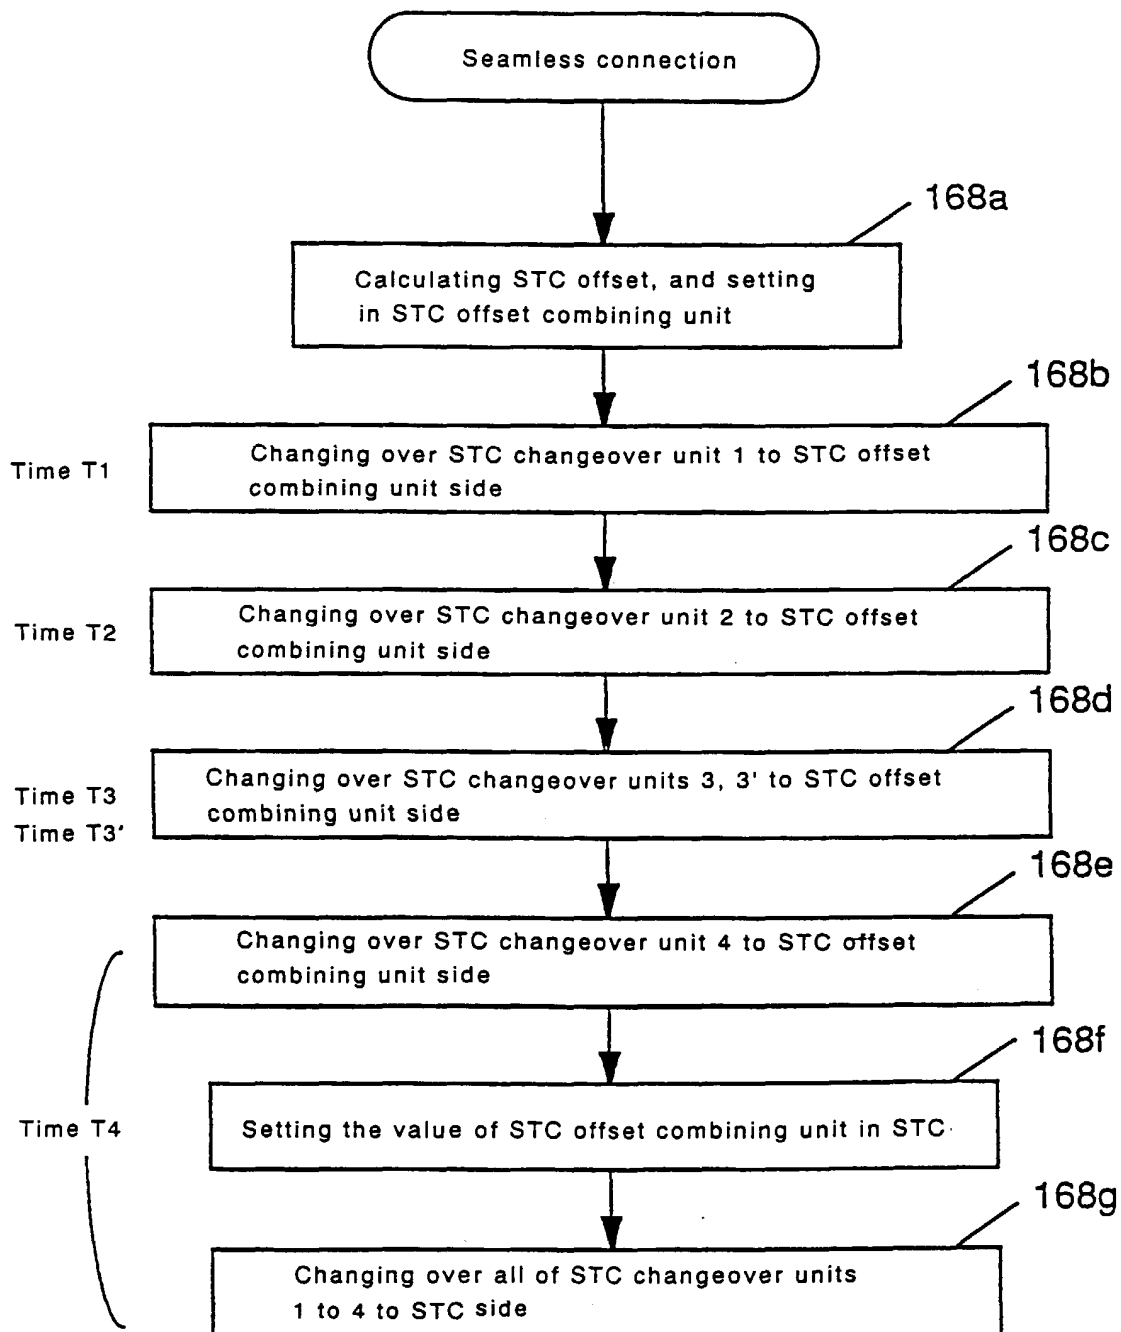 Seamless connection
168a
Calculating STC offset, and setting
in STC offset combining unit
168b
Time T1
Changing over STC changeover unit 1 to STC offset
combining unit side
168c
Time T2
Changing over STC changeover unit 2 to STC offset
combining unit side
168d
Time T3
Time T3'
Changing over STC changeover units 3, 3' to STC offset
combining unit side
168e
Changing over STC changeover unit 4 to STC offset
combining unit side
168f
Time T4
Setting the value of STC offset combining unit in STC
168g
Changing over all of STC changeover units
1 to 4 to STC side